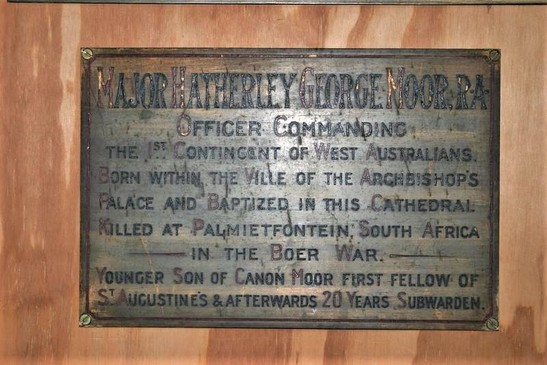 MAJOR HATHERLEY GEORGE MOOR, R.A.
OFFICER COMMANDING
THE 1ST CONTINGENT OF WEST AUSTRALIANS.
BORN WITHIN THE VILLE OF THE ARCHBISHOP'S
PALACE AND BAPTIZED IN THIS CATHEDRAL
KILLED AT PALMIETFONTEIN, SOUTH AFRICA
— IN THE BOER WAR. —
YOUNGER SON OF CANON MOOR FIRST FELLOW OF
ST AUGUSTINE'S & AFTERWARDS 20 YEARS SUBWARDEN.